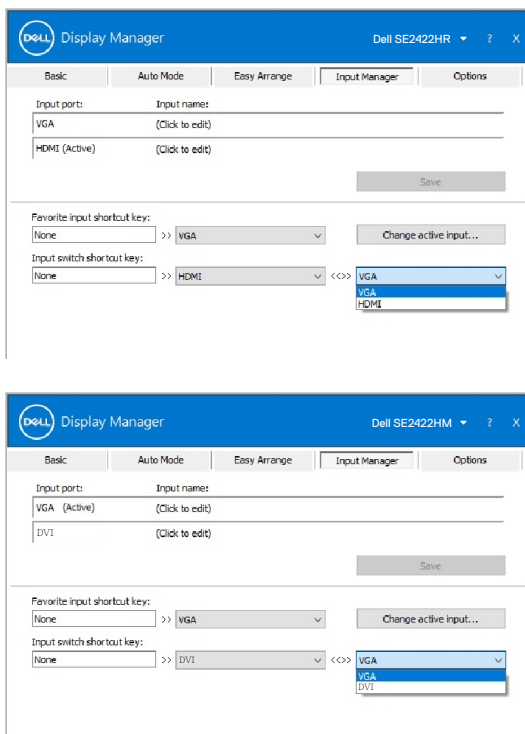 DELL Display Manager Dell SE2422HR ? X
Basic Auto Mode Easy Arrange Input Manager Options
Input port: Input name:
VGA (Click to edit)
HDMI (Active) (Click to edit)
Save
Favorite input shortcut key:
None >> VGA Change active input...
Input switch shortcut key:
None >> HDMI <<>> VGA
VGA
HDMI
DELL Display Manager Dell SE2422HM ? X
Basic Auto Mode Easy Arrange Input Manager Options
Input port: Input name:
VGA (Active) (Click to edit)
DVI (Click to edit)
Save
Favorite input shortcut key:
None >> VGA Change active input...
Input switch shortcut key:
None >> DVI <<>> VGA
VGA
DVI